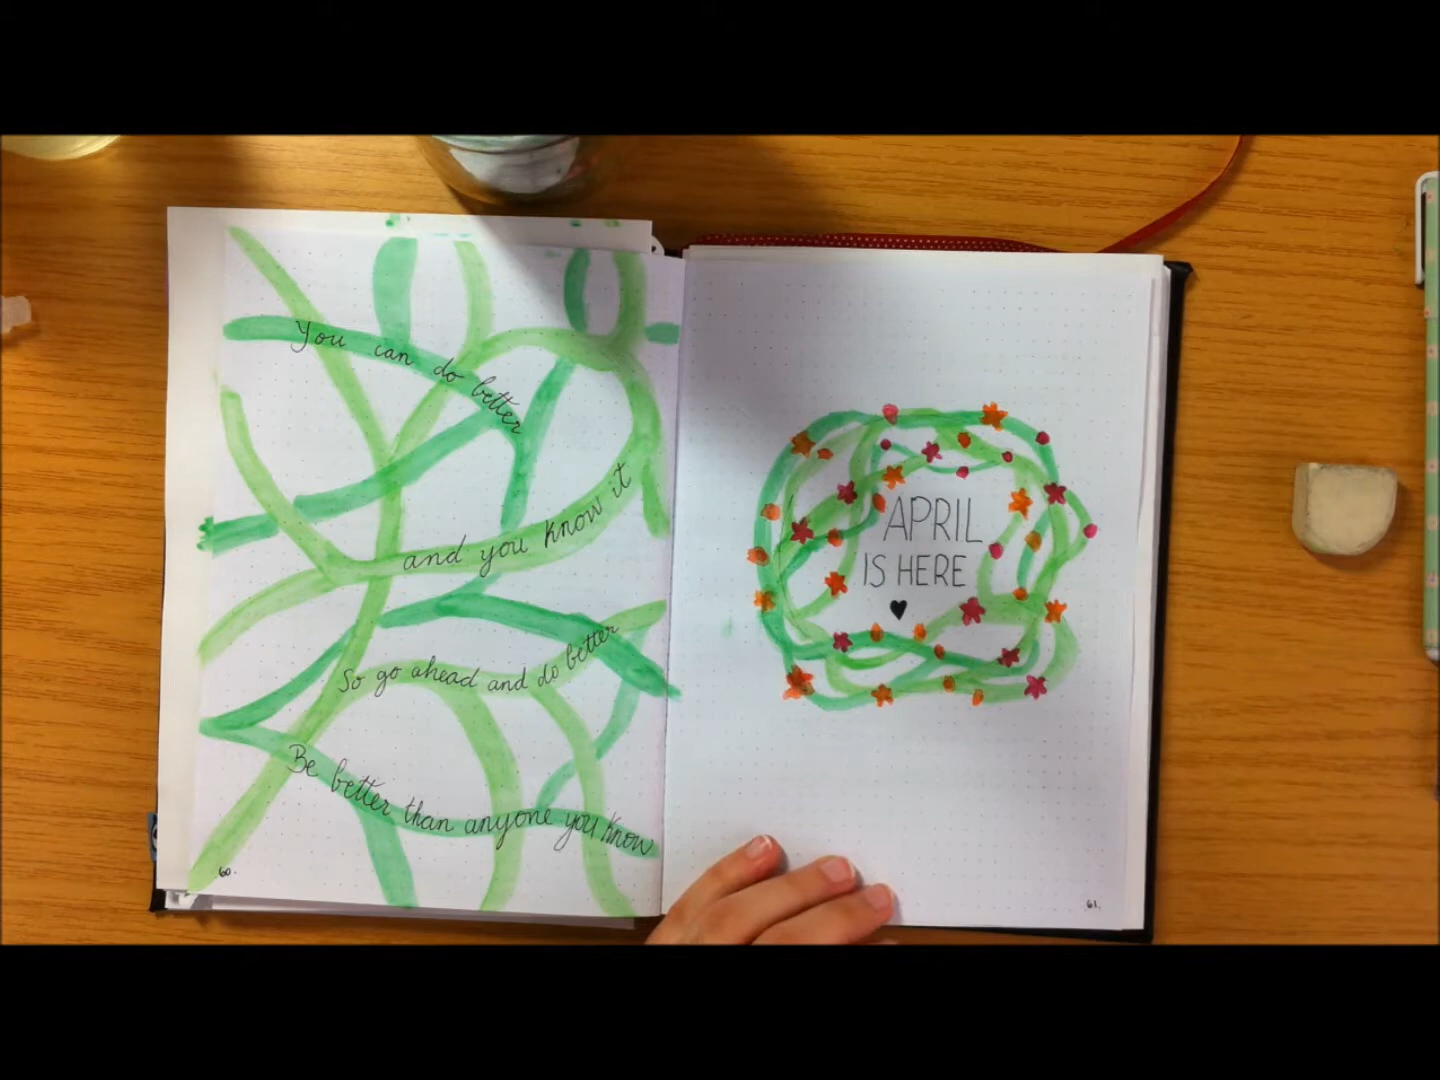 You can do better
and you know it
So go ahead and do better
Be better than anyone you know
60.
APRIL
IS HERE
61.